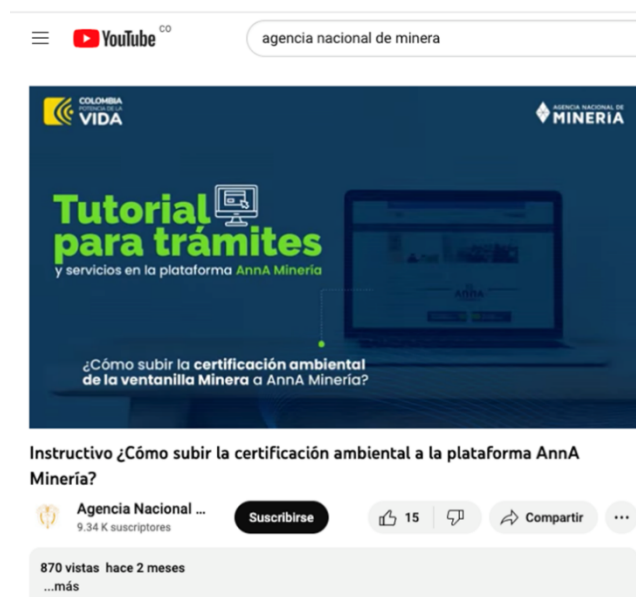 YouTube CO
agencia nacional de minera
COLOMBIA
POTENCIA DE LA
VIDA
AGENCIA NACIONAL DE
MINERÍA
Tutorial
para trámites
y servicios en la plataforma AnnA Minería
ANNA
¿Cómo subir la certificación ambiental
de la ventanilla Minera a AnnA Minería?
Instructivo ¿Cómo subir la certificación ambiental a la plataforma AnnA
Minería?
Agencia Nacional ...
9.34 K suscriptores
Suscribirse
15
Compartir
870 vistas hace 2 meses
...más